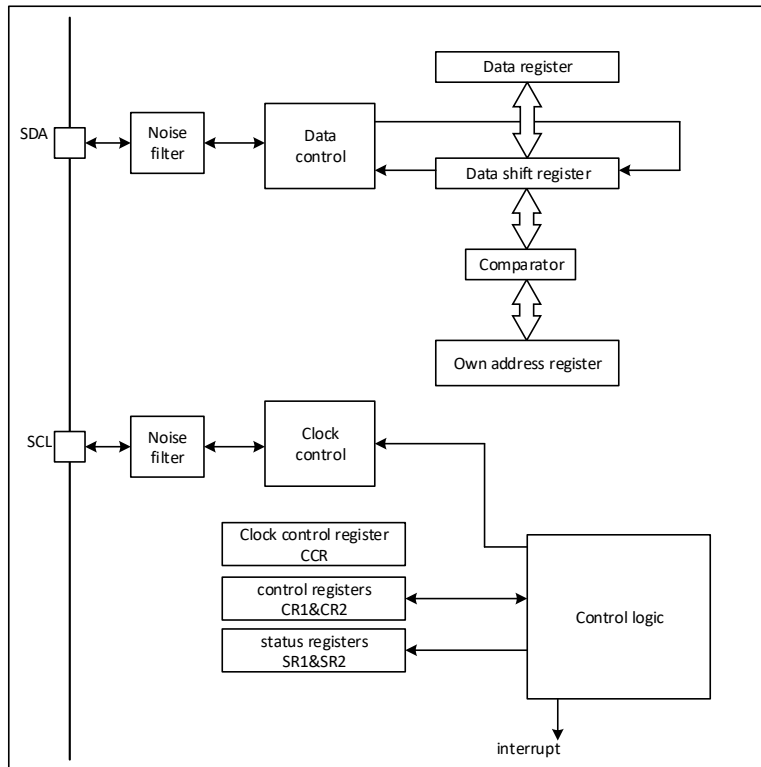 Data register
SDA
Noise
filter
Data
control
Data shift register
Comparator
Own address register
SCL
Noise
filter
Clock
control
Clock control register
CCR
control registers
CR1&CR2
status registers
SR1&SR2
Control logic
interrupt